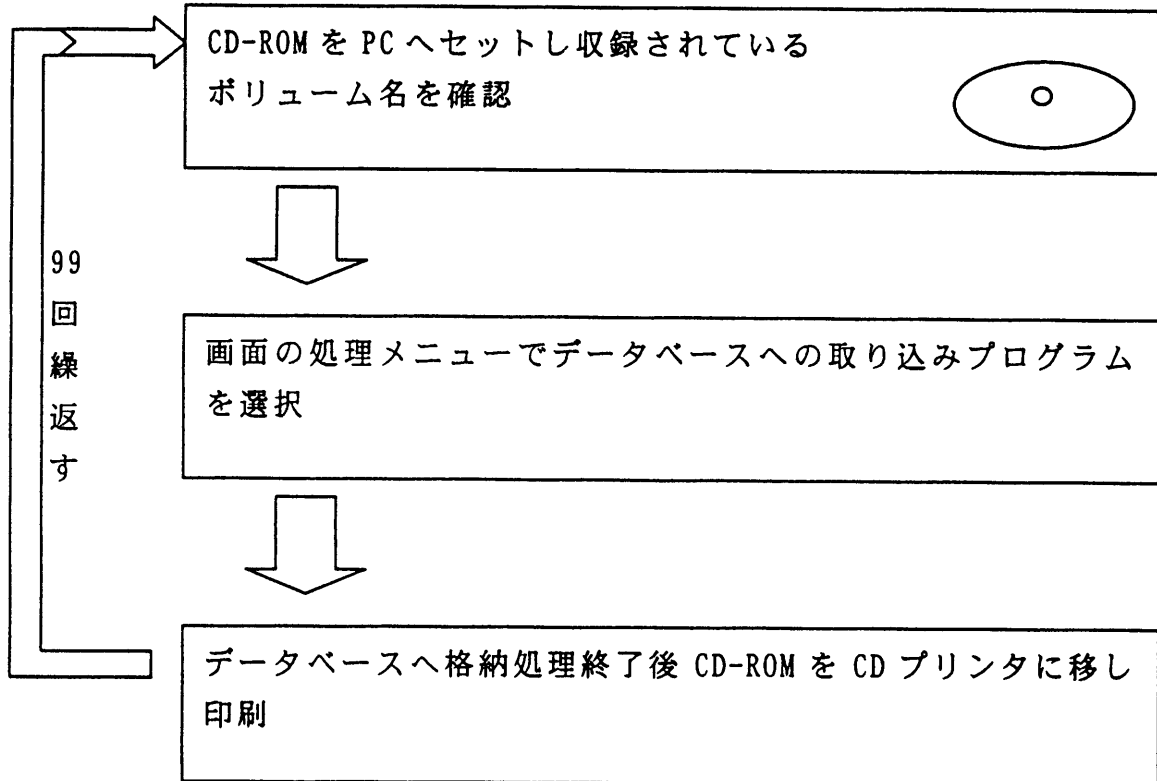 CD-ROM を PC へセットし収録されている
ボリューム名を確認
99
回
繰
返
す
画面の処理メニューでデータベースへの取り込みプログラム
を選択
データベースへ格納処理終了後 CD-ROM を CD プリンタに移し
印刷